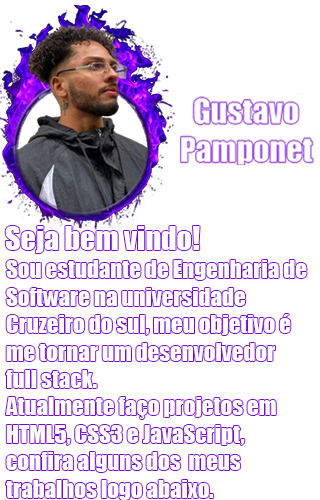 Gustavo
Pamponet
Seja bem vindo!
Sou estudante de Engenharia de
Software na universidade
Cruzeiro do sul, meu objetivo é
me tornar um desenvolvedor
full stack.
Atualmente faço projetos em
HTML5, CSS3 e JavaScript,
confira alguns dos meus
trabalhos logo abaixo.